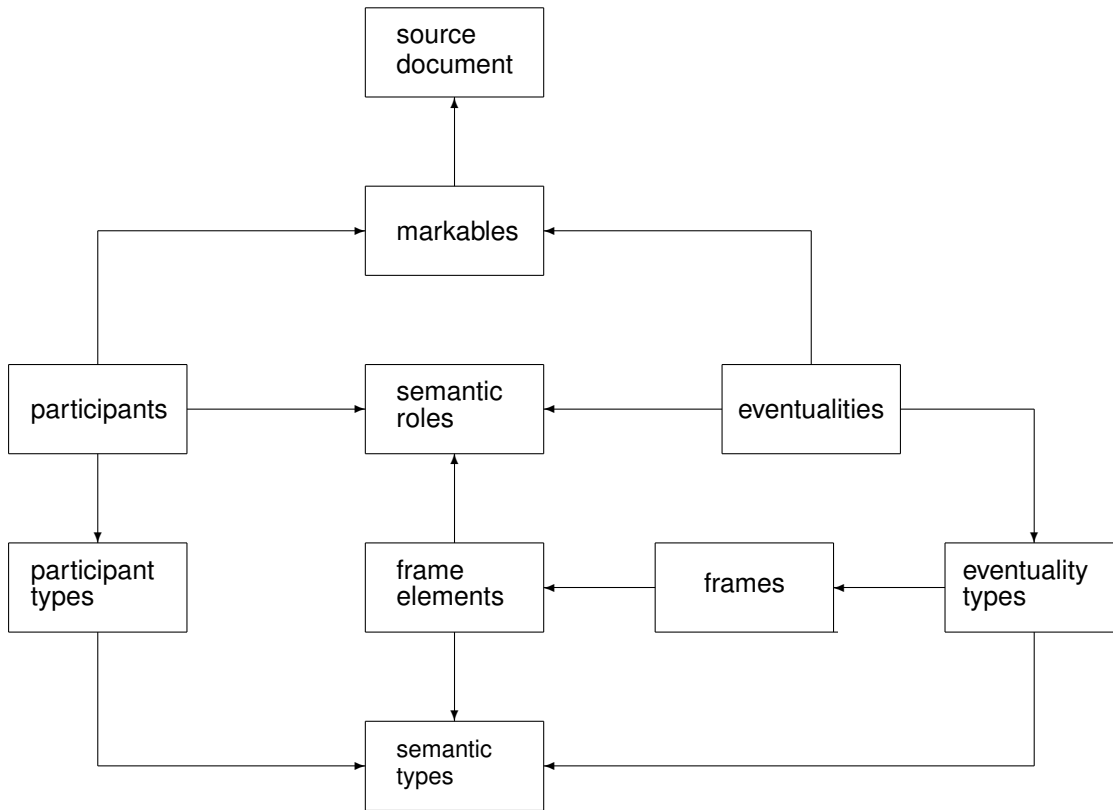 source
document
markables
participants
semantic
roles
eventualities
participant
types
frame
elements
frames
eventuality
types
semantic
types